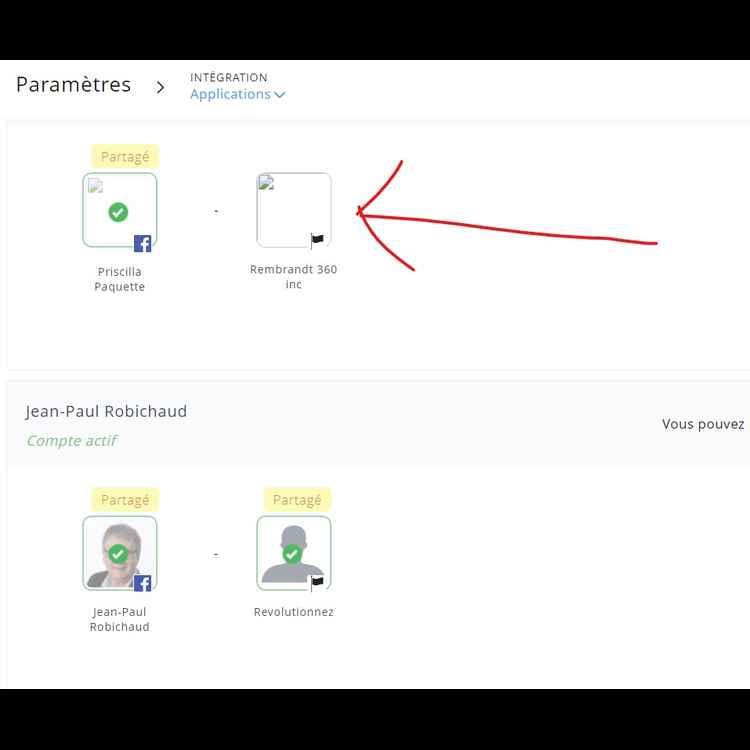 Paramètres
INTÉGRATION
Applications
Partagé
-
Priscilla
Paquette
Rembrandt 360
inc
Jean-Paul Robichaud
Compte actif
Vous pouvez
Partagé
Partagé
-
Jean-Paul
Robichaud
Revolutionnez